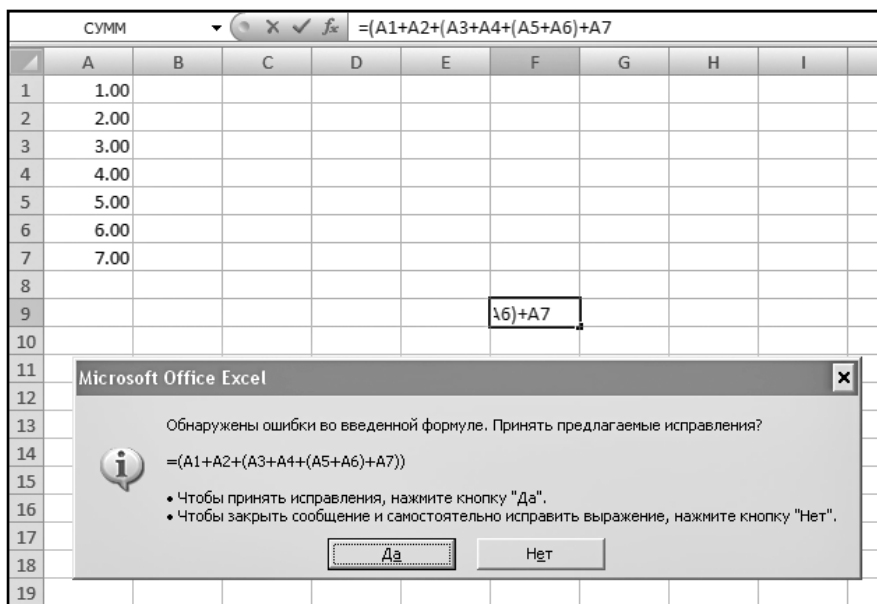 СУММ fx =(A1+A2+(A3+A4+(A5+A6)+A7
A B C D E F G H I
1 1.00
2 2.00
3 3.00
4 4.00
5 5.00
6 6.00
7 7.00
8
9 A6)+A7
10
11
12
13
14
15
16
17
18
19
Microsoft Office Excel
Обнаружены ошибки во введенной формуле. Принять предлагаемые исправления?
=(A1+A2+(A3+A4+(A5+A6)+A7))
• Чтобы принять исправления, нажмите кнопку "Да".
• Чтобы закрыть сообщение и самостоятельно исправить выражение, нажмите кнопку "Нет".
Да Нет